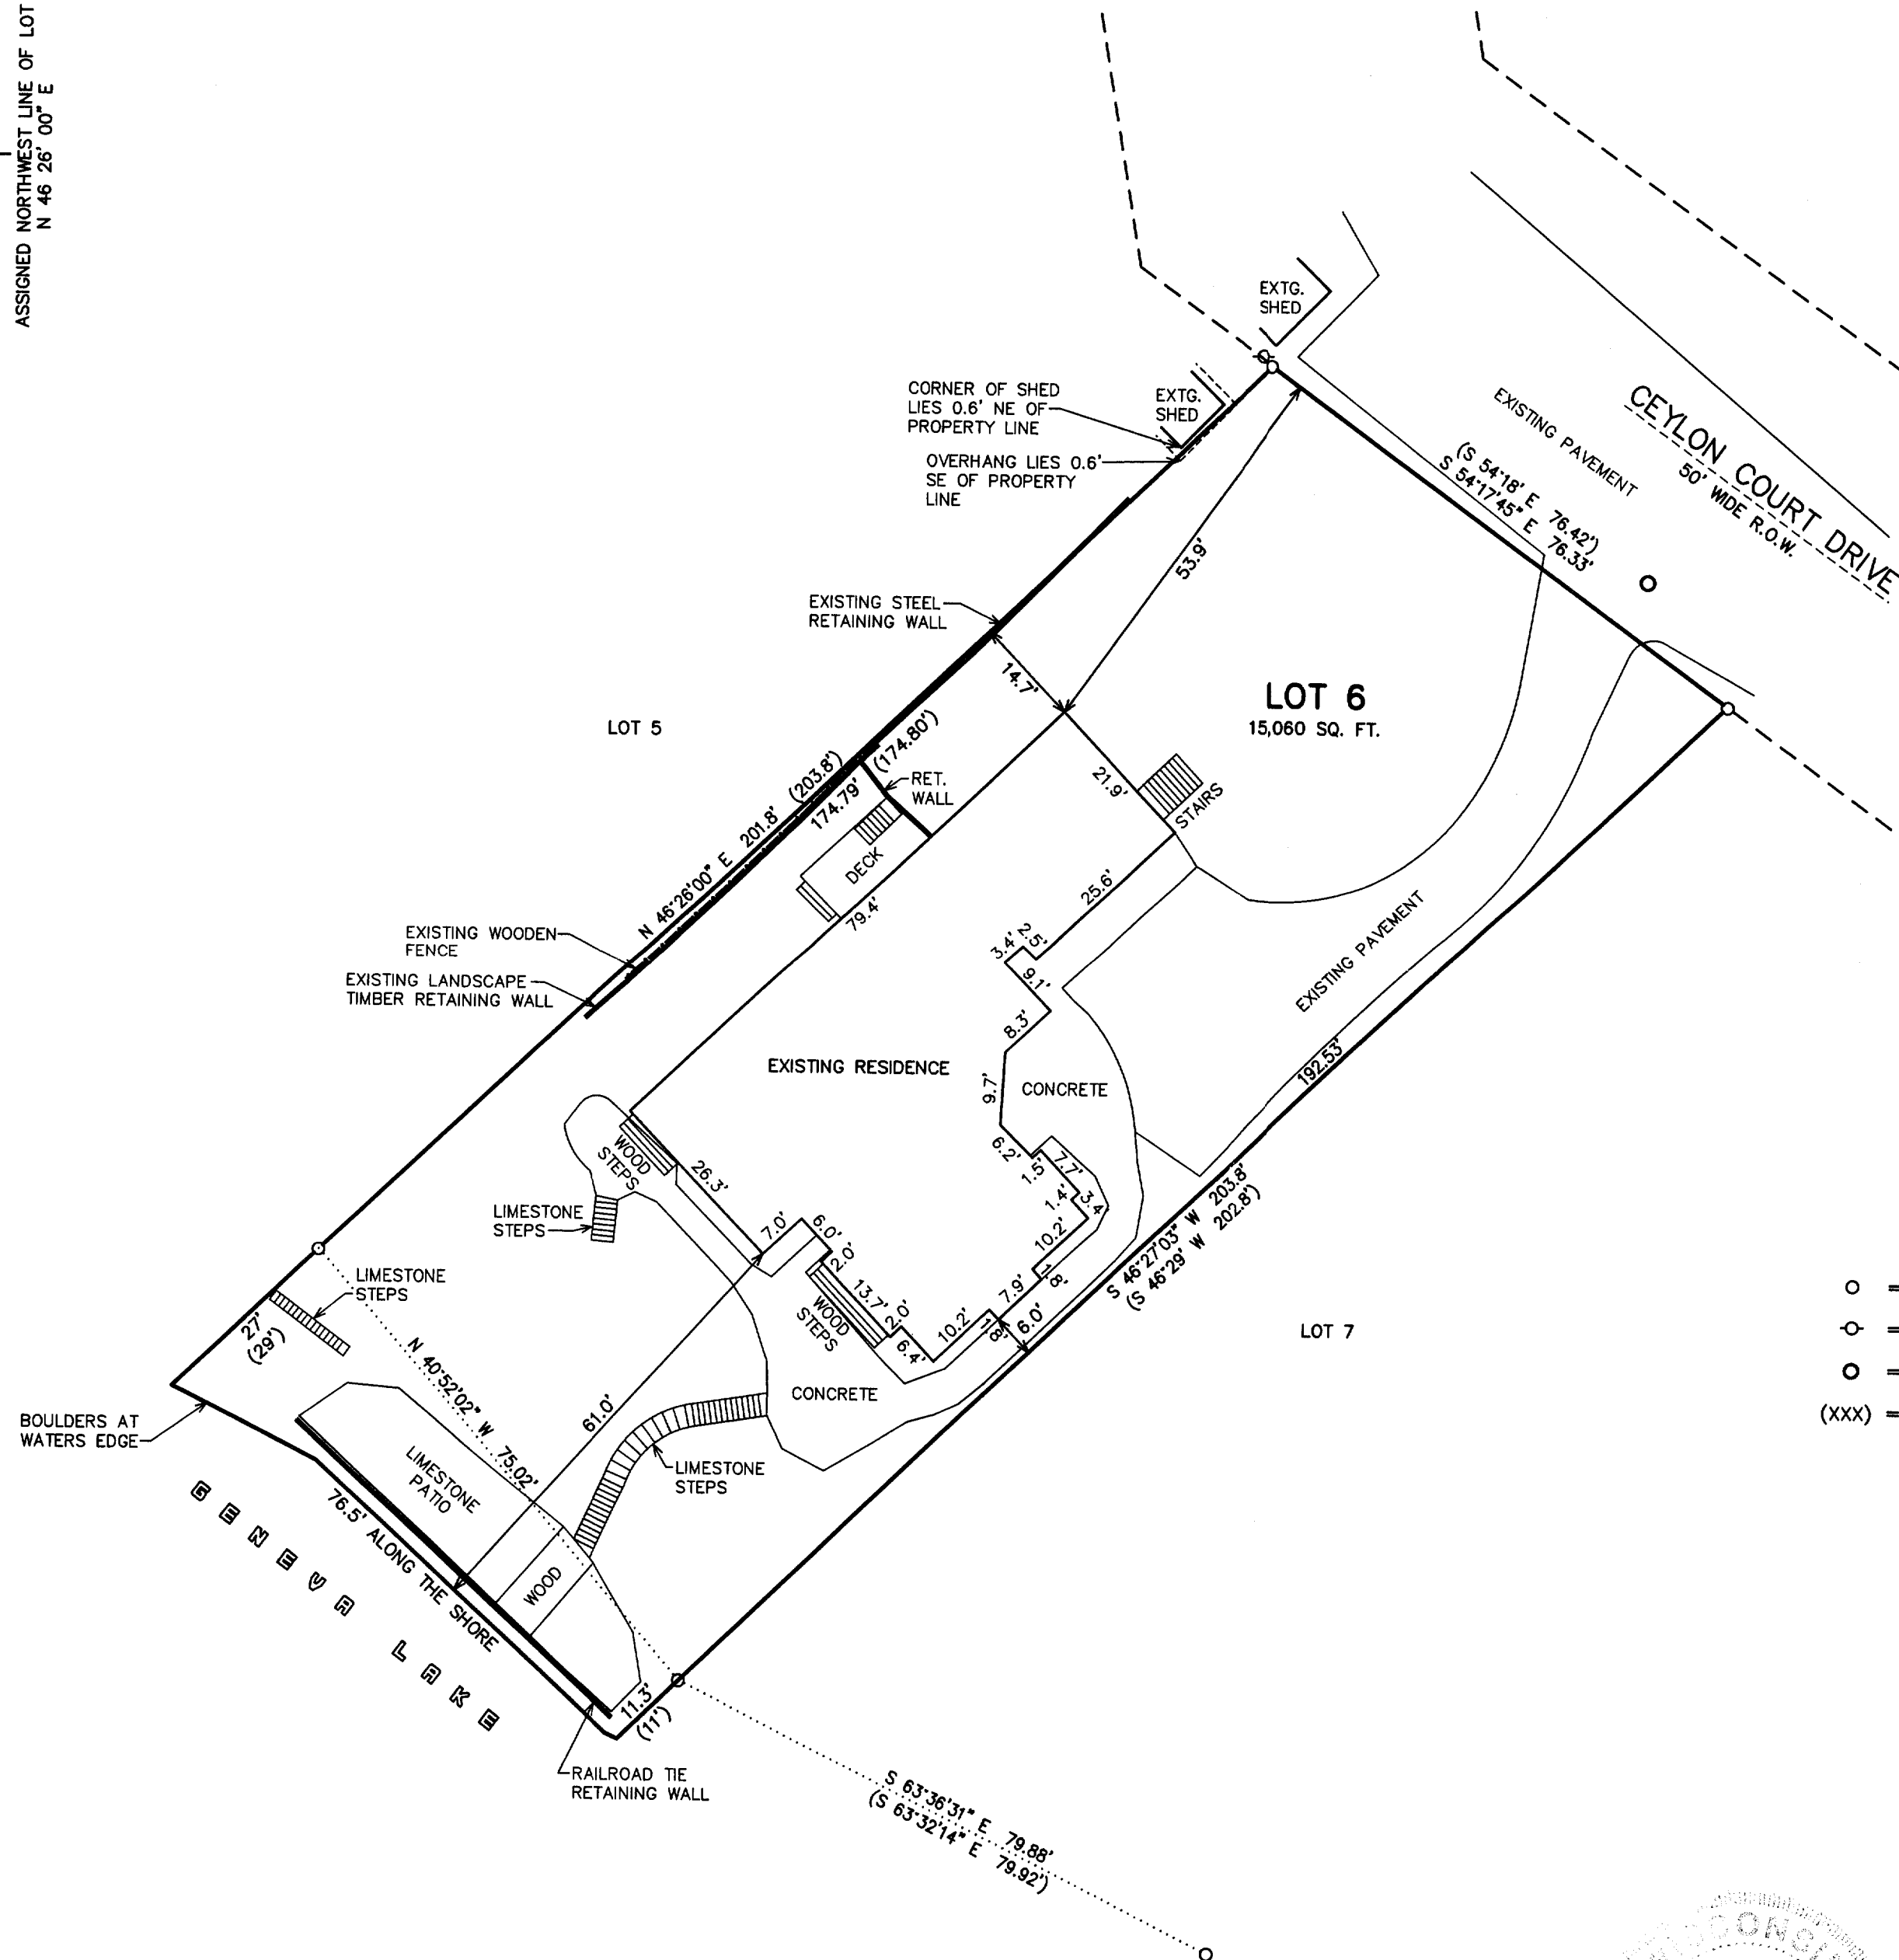 ASSIGNED NORTHWEST LINE OF LOT
N 46 26' 00" E
EXTG.
SHED
CORNER OF SHED
LIES 0.6' NE OF
PROPERTY LINE
EXTG.
SHED
OVERHANG LIES 0.6'
SE OF PROPERTY
LINE
EXISTING PAVEMENT
CEYLON COURT DRIVE
50' WIDE R.O.W.
(S 54°18' E 76.42')
S 54°17'45" E 76.33'
53.9'
EXISTING STEEL
RETAINING WALL
14.7'
LOT 6
15,060 SQ. FT.
LOT 5
(174.80')
174.79'
N 46°26'00" E 201.8' (203.8')
RET.
WALL
21.9'
STAIRS
DECK
79.4'
25.6'
2.5'
3.4'
9.1'
8.3'
EXISTING WOODEN
FENCE
EXISTING LANDSCAPE
TIMBER RETAINING WALL
EXISTING PAVEMENT
192.53'
EXISTING RESIDENCE
9.7'
CONCRETE
6.2'
1.5'
7.7'
1.4'
3.4
10.2'
1.8'
7.9'
6.0'
S 46°27'03" W 203.8'
(S 46°29' W 202.8')
WOOD
STEPS
26.3'
LIMESTONE
STEPS
7.0'
6.0'
2.0'
13.7'
2.0'
WOOD
STEPS
6.4'
10.2'
1.8'
LIMESTONE
STEPS
27'
(29')
N 40°52'02" W 75.02'
61.0'
CONCRETE
LOT 7
O =
-O- =
O =
(XXX) =
BOULDERS AT
WATERS EDGE
LIMESTONE
PATIO
LIMESTONE
STEPS
76.5' ALONG THE SHORE
WOOD
GENEVA LAKE
11.3'
(11')
RAILROAD TIE
RETAINING WALL
S 63°36'31" E 79.88'
(S 63°32'14" E 79.92')